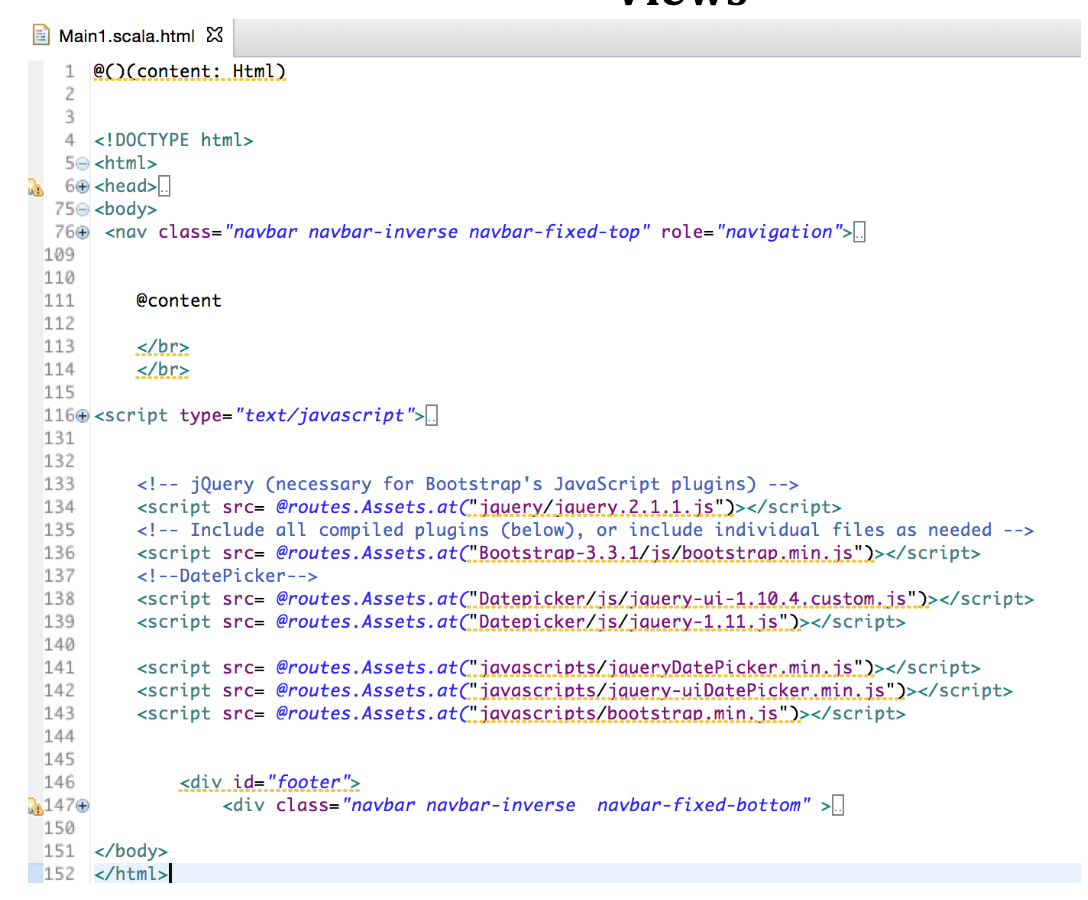 Views
Main1.scala.html
1 @()(content: Html)
2
3
4 <!DOCTYPE html>
5 <html>
6 <head>..
75 <body>
76 <nav class="navbar navbar-inverse navbar-fixed-top" role="navigation">..
109
110
111 @content
112
113 </br>
114 </br>
115
116 <script type="text/javascript">..
131
132
133 <!-- jQuery (necessary for Bootstrap's JavaScript plugins) -->
134 <script src= @routes.Assets.at("jquery/jquery.2.1.1.js")></script>
135 <!-- Include all compiled plugins (below), or include individual files as needed -->
136 <script src= @routes.Assets.at("Bootstrap-3.3.1/js/bootstrap.min.js")></script>
137 <!--DatePicker-->
138 <script src= @routes.Assets.at("Datepicker/js/jquery-ui-1.10.4.custom.js")></script>
139 <script src= @routes.Assets.at("Datepicker/js/jquery-1.11.js")></script>
140
141 <script src= @routes.Assets.at("javascripts/jqueryDatePicker.min.js")></script>
142 <script src= @routes.Assets.at("javascripts/jquery-uiDatePicker.min.js")></script>
143 <script src= @routes.Assets.at("javascripts/bootstrap.min.js")></script>
144
145
146 <div id="footer">
147 <div class="navbar navbar-inverse  navbar-fixed-bottom" >..
150
151 </body>
152 </html>